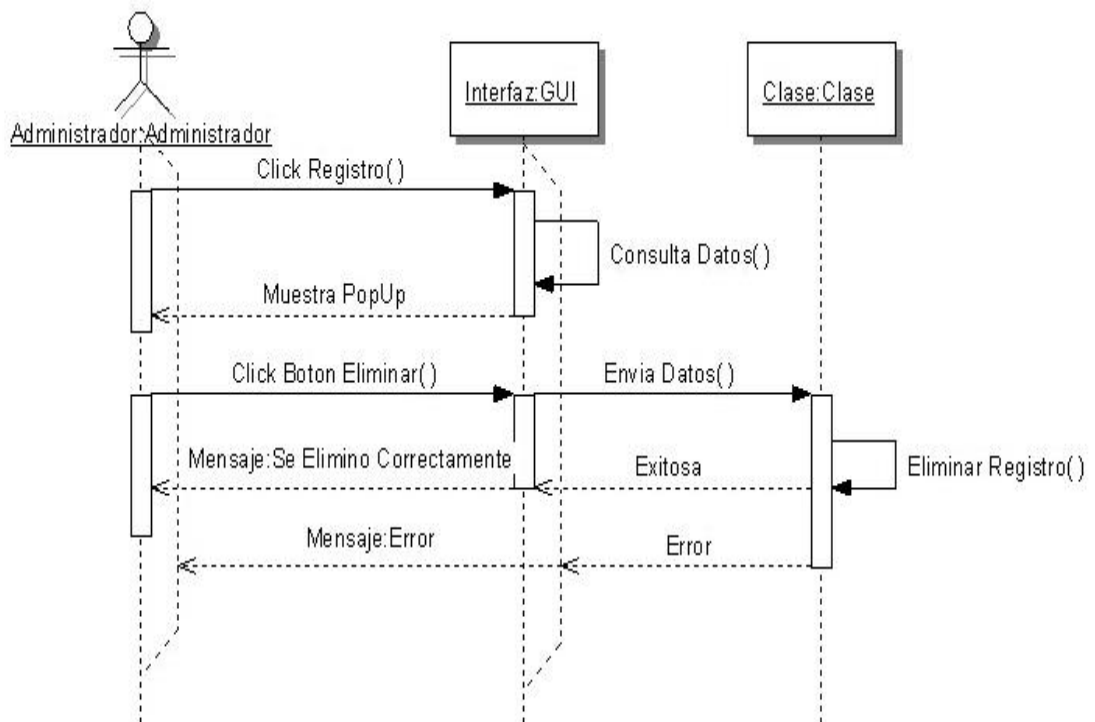 Interfaz:GUI
Clase:Clase
Administrador:Administrador
Click Registro()
Consulta Datos()
Muestra PopUp
Click Boton Eliminar()
Envia Datos()
Mensaje:Se Elimino Correctamente
Exitosa
Eliminar Registro()
Mensaje:Error
Error